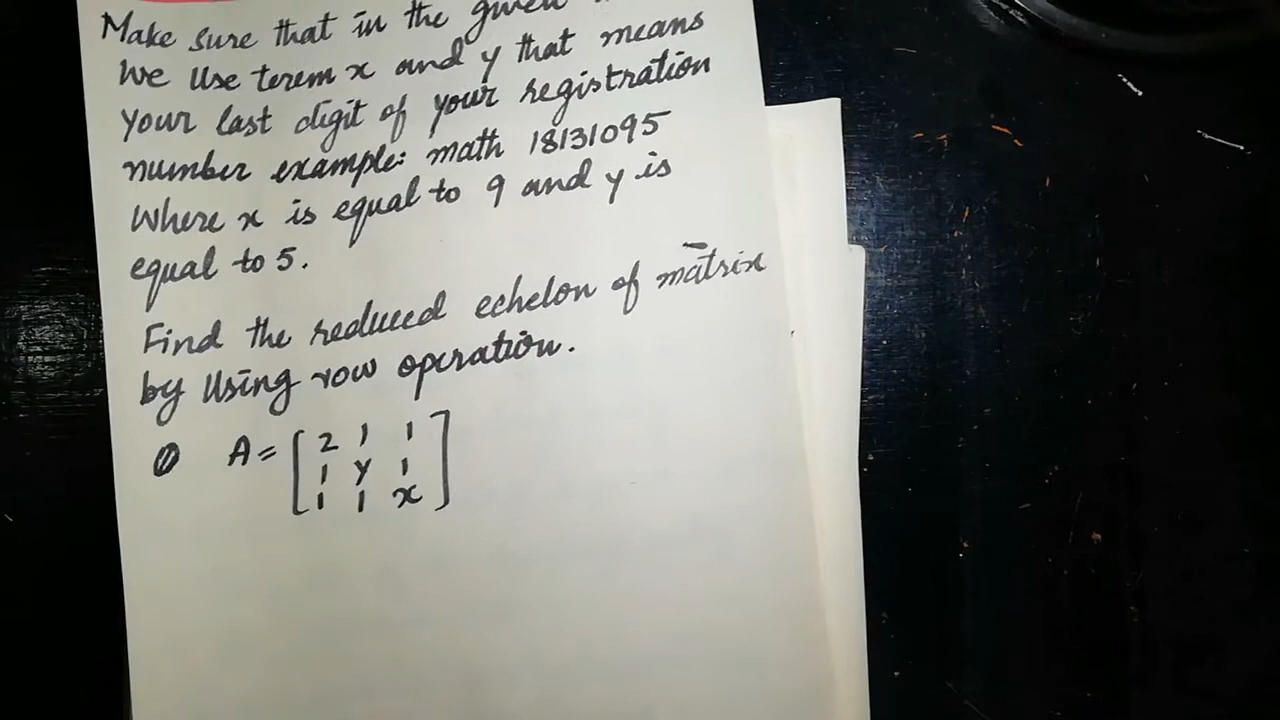 Make sure that in the given
We Use terem x and y that means
your last digit of your registration
number example: math 18131095
Where x is equal to 9 and y is
equal to 5.
Find the reduced echelon of matrix
by Using row operation.
A = [ 2 1 1
1 y 1
1 1 x ]